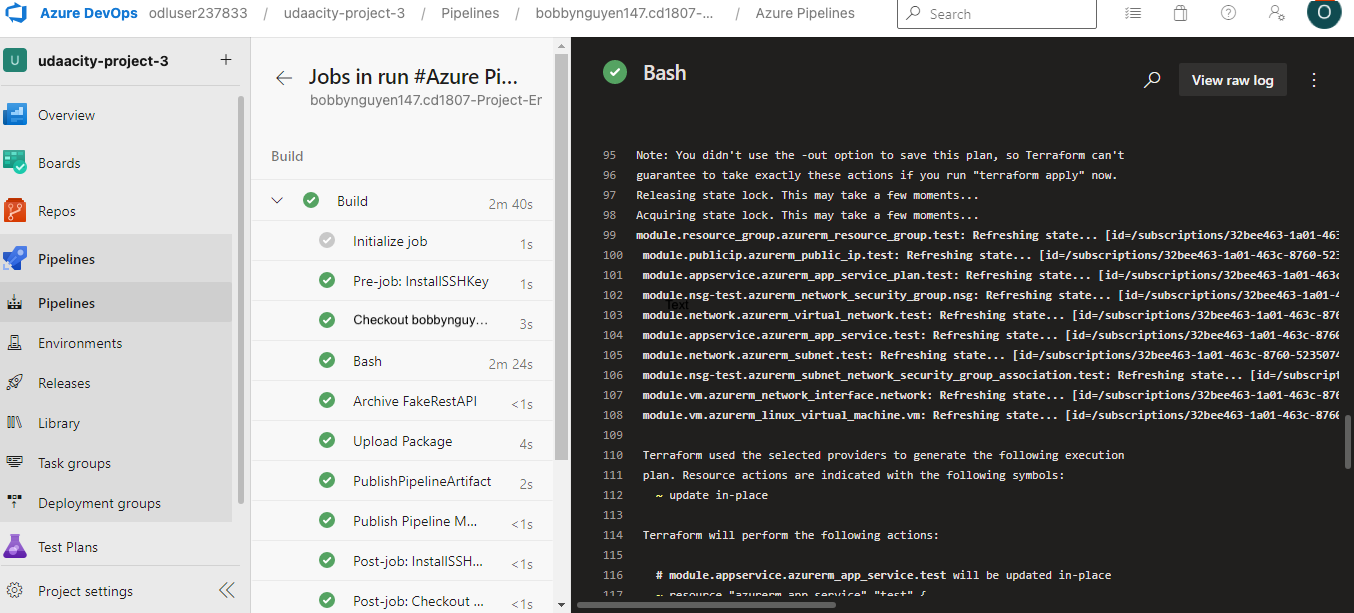 Azure DevOps odluser237833 / udaacity-project-3 / Pipelines / bobbynguyen147.cd1807-... / Azure Pipelines Search O
U udaacity-project-3 +
Overview
Boards
Repos
Pipelines
Pipelines
Environments
Releases
Library
Task groups
Deployment groups
Test Plans
Project settings
Jobs in run #Azure Pi...
bobbynguyen147.cd1807-Project-Er
Build
Build 2m 40s
Initialize job 1s
Pre-job: InstallSSHKey 1s
Checkout bobbynguy... 3s
Bash 2m 24s
Archive FakeRestAPI <1s
Upload Package 4s
PublishPipelineArtifact 2s
Publish Pipeline M... <1s
Post-job: InstallSSH... <1s
Post-job: Checkout ... <1s
Bash
View raw log
95 Note: You didn't use the -out option to save this plan, so Terraform can't
96 guarantee to take exactly these actions if you run "terraform apply" now.
97 Releasing state lock. This may take a few moments...
98 Acquiring state lock. This may take a few moments...
99 module.resource_group.azurerm_resource_group.test: Refreshing state... [id=/subscriptions/32bee463-1a01-463
100 module.publicip.azurerm_public_ip.test: Refreshing state... [id=/subscriptions/32bee463-1a01-463c-8760-523
101 module.appservice.azurerm_app_service_plan.test: Refreshing state... [id=/subscriptions/32bee463-1a01-463c
102 module.nsg-test.azurerm_network_security_group.nsg: Refreshing state... [id=/subscriptions/32bee463-1a01-4
103 module.network.azurerm_virtual_network.test: Refreshing state... [id=/subscriptions/32bee463-1a01-463c-876
104 module.appservice.azurerm_app_service.test: Refreshing state... [id=/subscriptions/32bee463-1a01-463c-8760
105 module.network.azurerm_subnet.test: Refreshing state... [id=/subscriptions/32bee463-1a01-463c-8760-5235074
106 module.nsg-test.azurerm_subnet_network_security_group_association.test: Refreshing state... [id=/subscript
107 module.vm.azurerm_network_interface.network: Refreshing state... [id=/subscriptions/32bee463-1a01-463c-876
108 module.vm.azurerm_linux_virtual_machine.vm: Refreshing state... [id=/subscriptions/32bee463-1a01-463c-8760
109
110 Terraform used the selected providers to generate the following execution
111 plan. Resource actions are indicated with the following symbols:
112 ~ update in-place
113
114 Terraform will perform the following actions:
115
116 # module.appservice.azurerm_app_service.test will be updated in-place
117 ~ resource "azurerm_app_service" "test" {